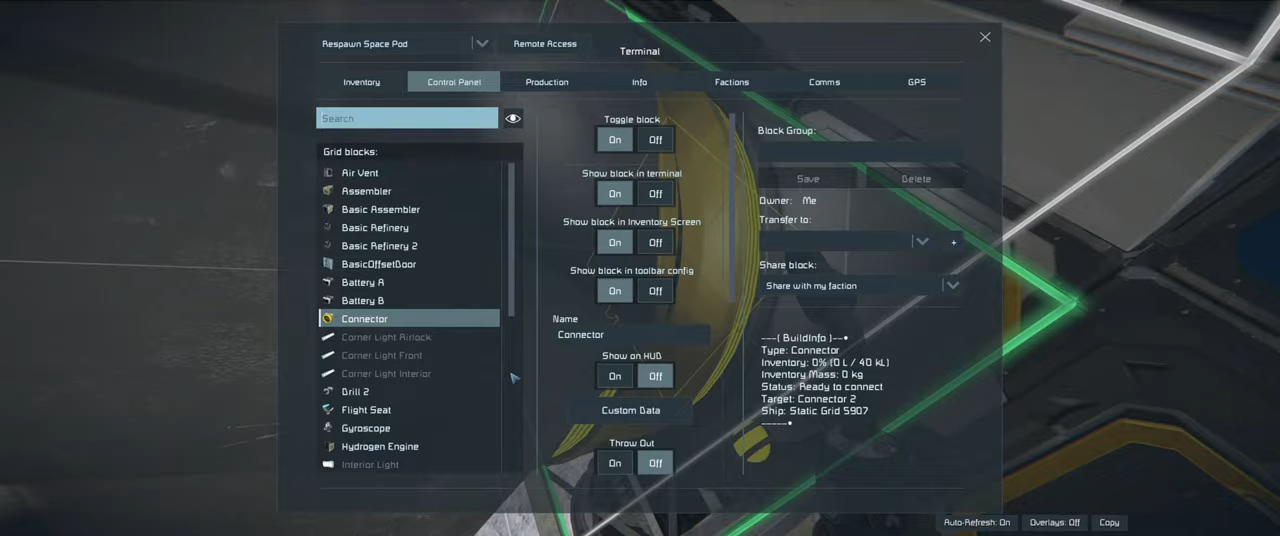 Respawn Space Pod
Remote Access
Terminal
Inventory
Control Panel
Production
Info
Factions
Comms
GPS
Search
Grid blocks:
Air Vent
Assembler
Basic Assembler
Basic Refinery
Basic Refinery 2
BasicOffsetDoor
Battery A
Battery B
Connector
Corner Light Airlock
Corner Light Front
Corner Light Interior
Drill 2
Flight Seat
Gyroscope
Hydrogen Engine
Interior Light
Toggle block
On Off
Show block in terminal
On Off
Show block in Inventory Screen
On Off
Show block in toolbar config
On Off
Name
Connector
Show on HUD
On Off
Custom Data
Throw Out
On Off
Block Group:
Save Delete
Owner: Me
Transfer to:
+
Share block:
Share with my faction
---( BuildInfo )--•
Type: Connector
Inventory: 0% (0 L / 40 kL)
Inventory Mass: 0 kg
Status: Ready to connect
Target: Connector 2
Ship: Static Grid 5907
-----•
Auto-Refresh: On
Overlays: Off
Copy